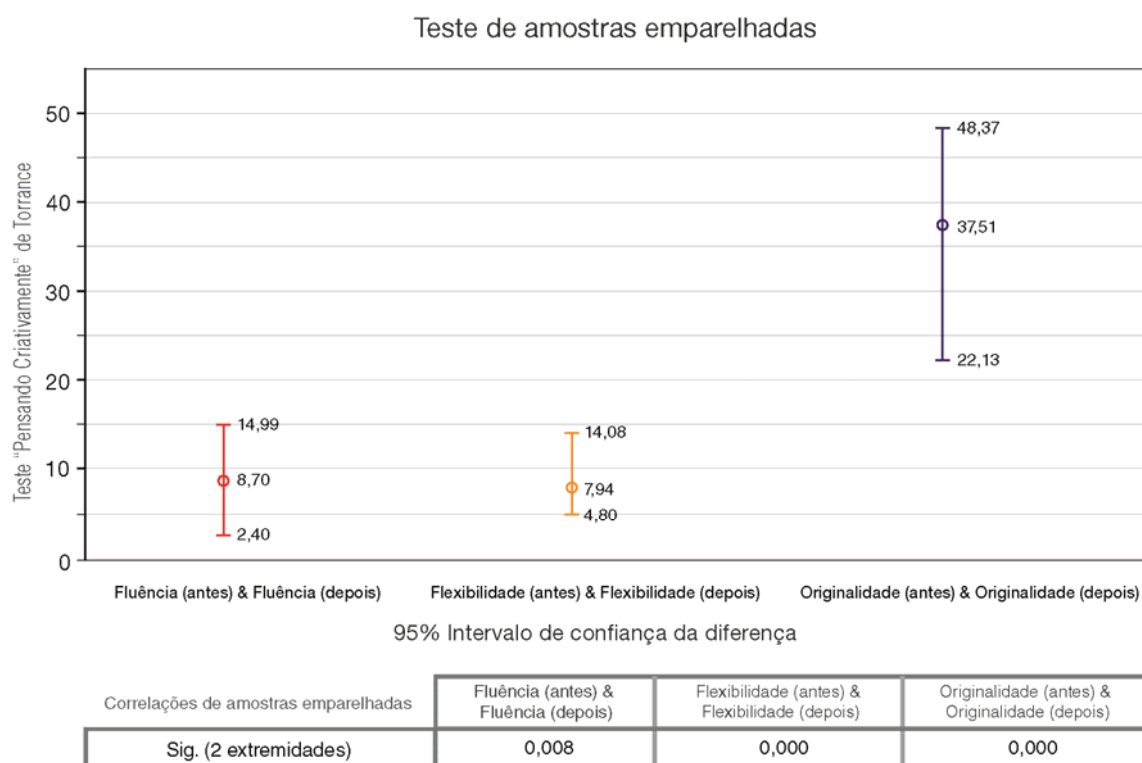 Teste de amostras emparelhadas
Teste "Pensando Criativamente" de Torrance
50
40
30
20
10
0
14,99
8,70
2,40
14,08
7,94
4,80
48,37
37,51
22,13
Fluência (antes) & Fluência (depois)
Flexibilidade (antes) & Flexibilidade (depois)
Originalidade (antes) & Originalidade (depois)
95% Intervalo de confiança da diferença
Correlações de amostras emparelhadas
Fluência (antes) &
Fluência (depois)
Flexibilidade (antes) &
Flexibilidade (depois)
Originalidade (antes) &
Originalidade (depois)
Sig. (2 extremidades)
0,008
0,000
0,000